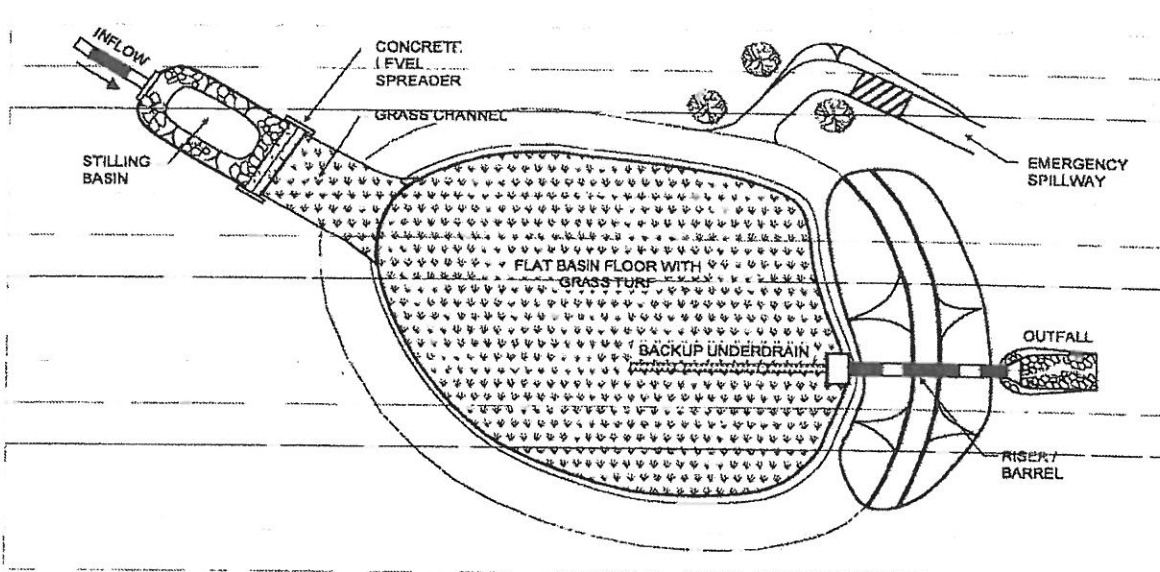 INFLOW
CONCRETE
LEVEL
SPREADER
GRASS CHANNEL
STILLING
BASIN
EMERGENCY
SPILLWAY
FLAT BASIN FLOOR WITH
GRASS TURF
BACKUP UNDERDRAIN
OUTFALL
RISER/
BARREL